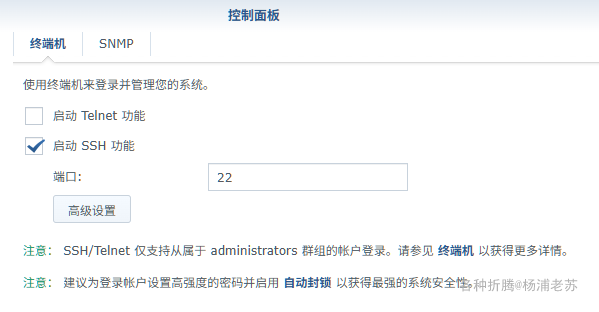 控制面板
终端机 SNMP
使用终端机来登录并管理您的系统。
启动 Telnet 功能
启动 SSH 功能
端口: 22
高级设置
注意: SSH/Telnet 仅支持从属于 administrators 群组的帐户登录。请参见 终端机 以获得更多详情。
注意: 建议为登录帐户设置高强度的密码并启用 自动封锁 以获得最强的系统安全性。
各种折腾@杨浦老苏